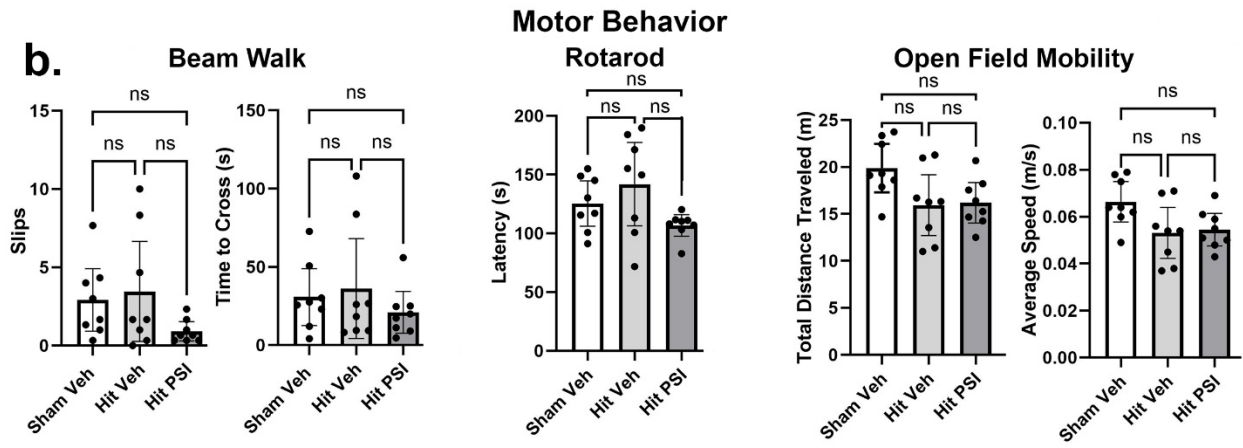 Motor Behavior
b.
Beam Walk
Rotarod
Open Field Mobility
ns
ns
ns
15
10
5
0
Slips
Sham Veh
Hit Veh
Hit PSI
ns
ns
ns
150
100
50
0
Time to Cross (s)
Sham Veh
Hit Veh
Hit PSI
ns
ns
ns
200
150
100
50
0
Latency (s)
Sham Veh
Hit Veh
Hit PSI
ns
ns
ns
25
20
15
10
5
0
Total Distance Traveled (m)
Sham Veh
Hit Veh
Hit PSI
ns
ns
ns
0.10
0.08
0.06
0.04
0.02
0.00
Average Speed (m/s)
Sham Veh
Hit Veh
Hit PSI